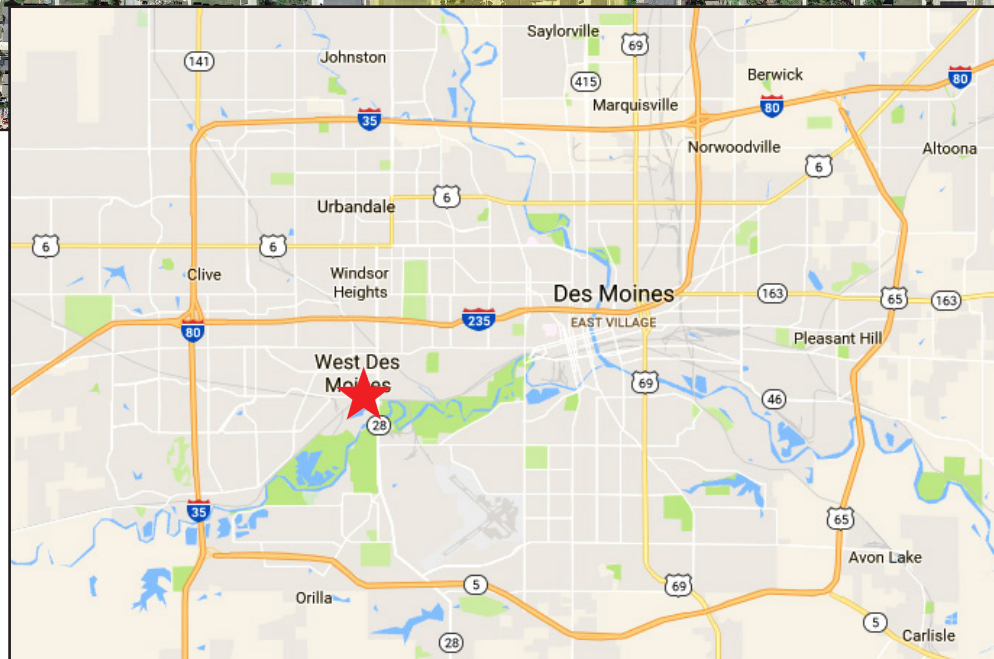 Saylorville
69
141
Johnston
415
Berwick
80
80
Marquisville
35
Norwoodville
Altoona
6
6
Urbandale
6
6
Clive
Windsor
Heights
Des Moines
163
65
163
EAST VILLAGE
235
80
Pleasant Hill
West Des
Moines
69
46
28
35
65
Avon Lake
5
69
Orilla
5
28
Carlisle